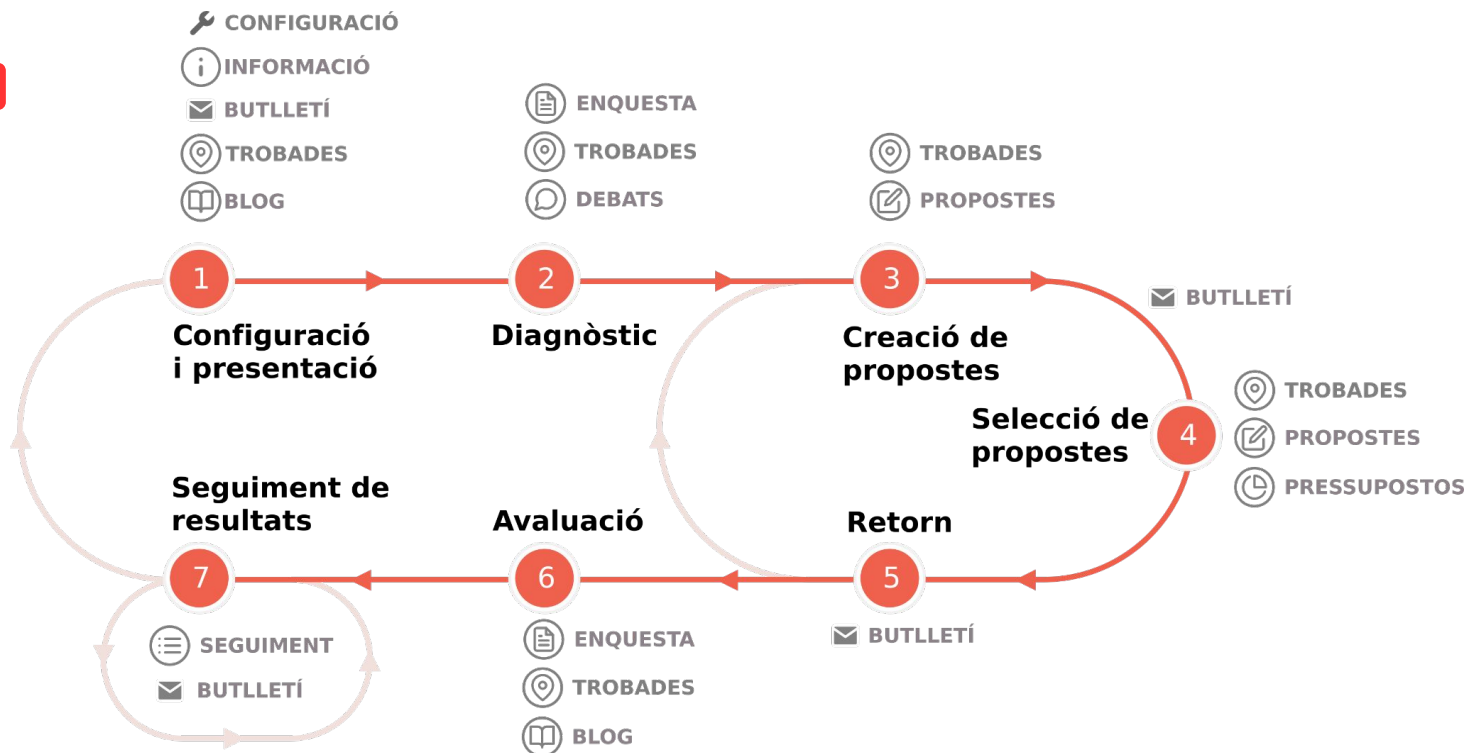 CONFIGURACIÓ
INFORMACIÓ
BUTLLETÍ
TROBADES
BLOG
ENQUESTA
TROBADES
DEBATS
TROBADES
PROPOSTES
1
2
3
Configuració
i presentació
Diagnòstic
Creació de
propostes
BUTLLETÍ
Selecció de
propostes
4
TROBADES
PROPOSTES
PRESSUPOSTOS
Retorn
5
BUTLLETÍ
Avaluació
6
ENQUESTA
TROBADES
BLOG
Seguiment de
resultats
7
SEGUIMENT
BUTLLETÍ